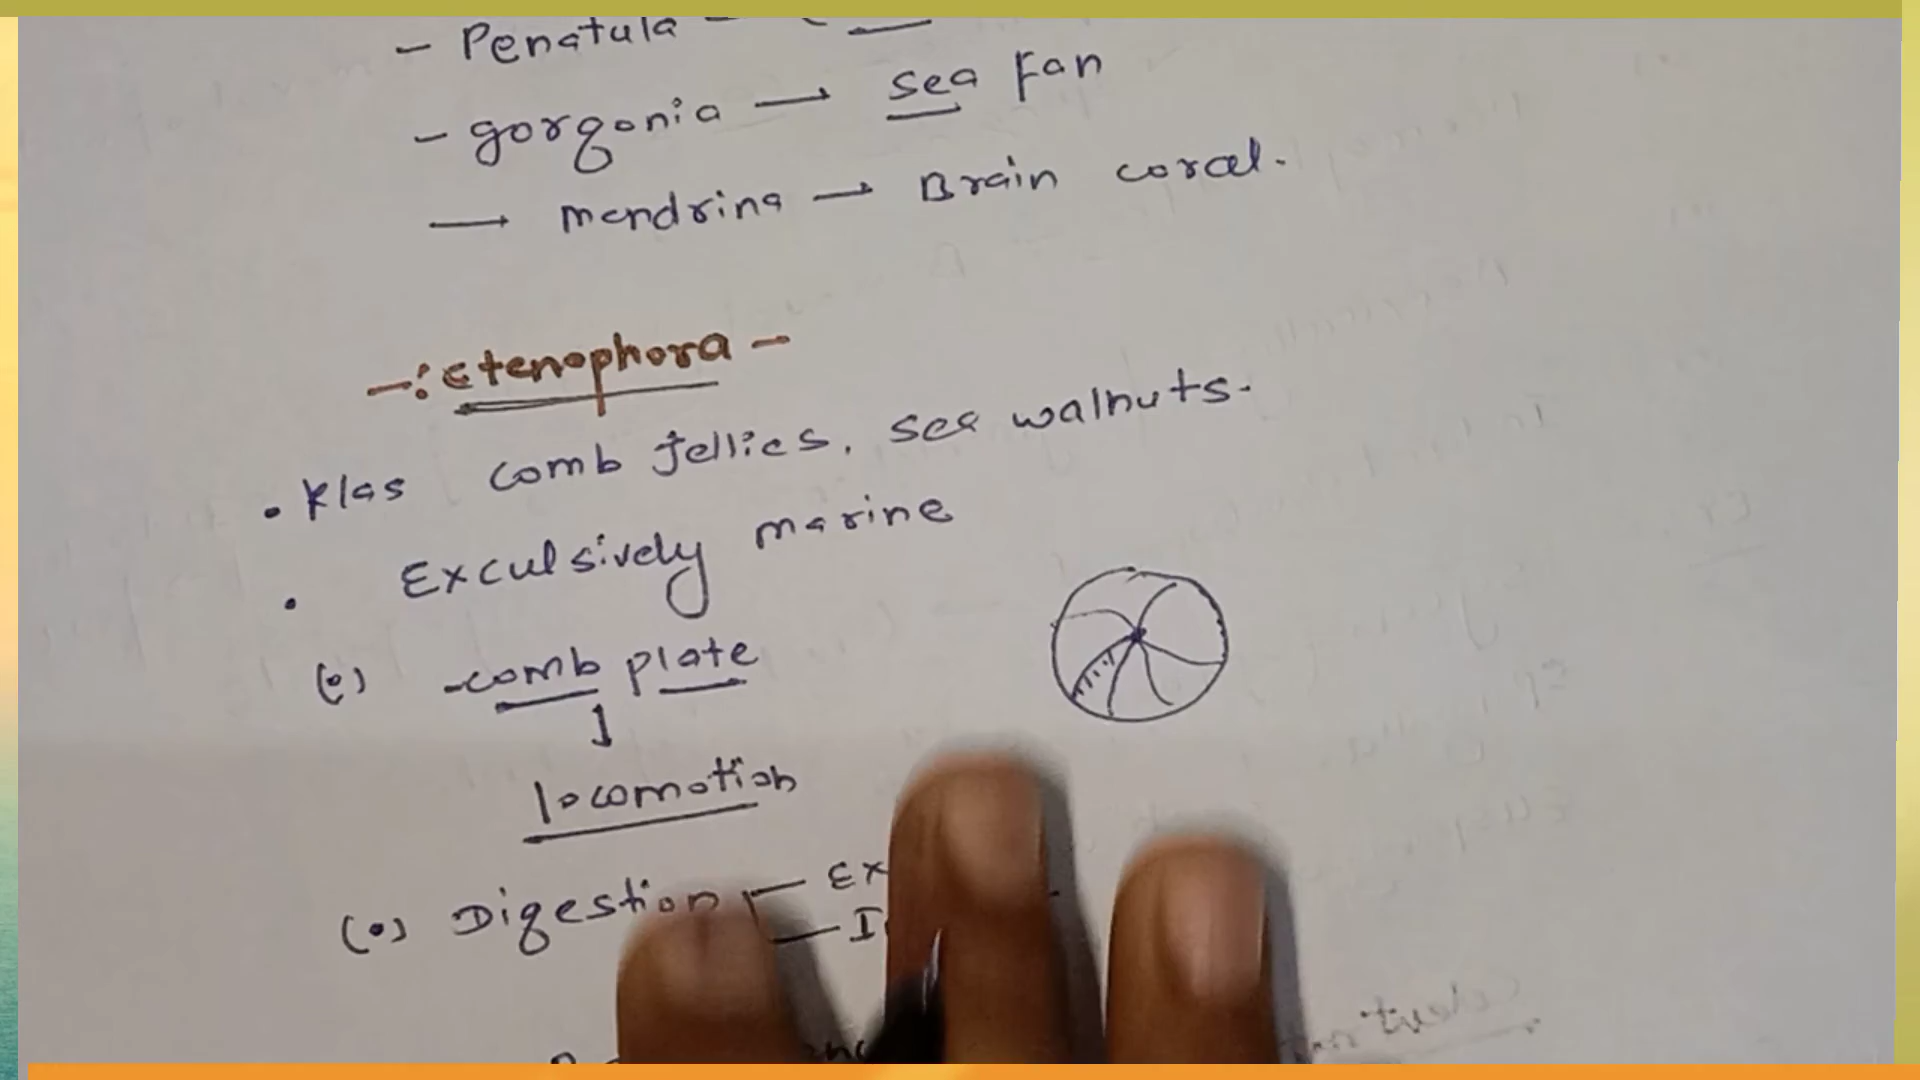 - Penatula -
- gorgonia → sea Fan
→ mendrina → Brain coral.
-: ctenophora -
• Klas comb jellies, sea walnuts.
• Exculsively marine
(•) comb plate
locomotion
(•) Digestion